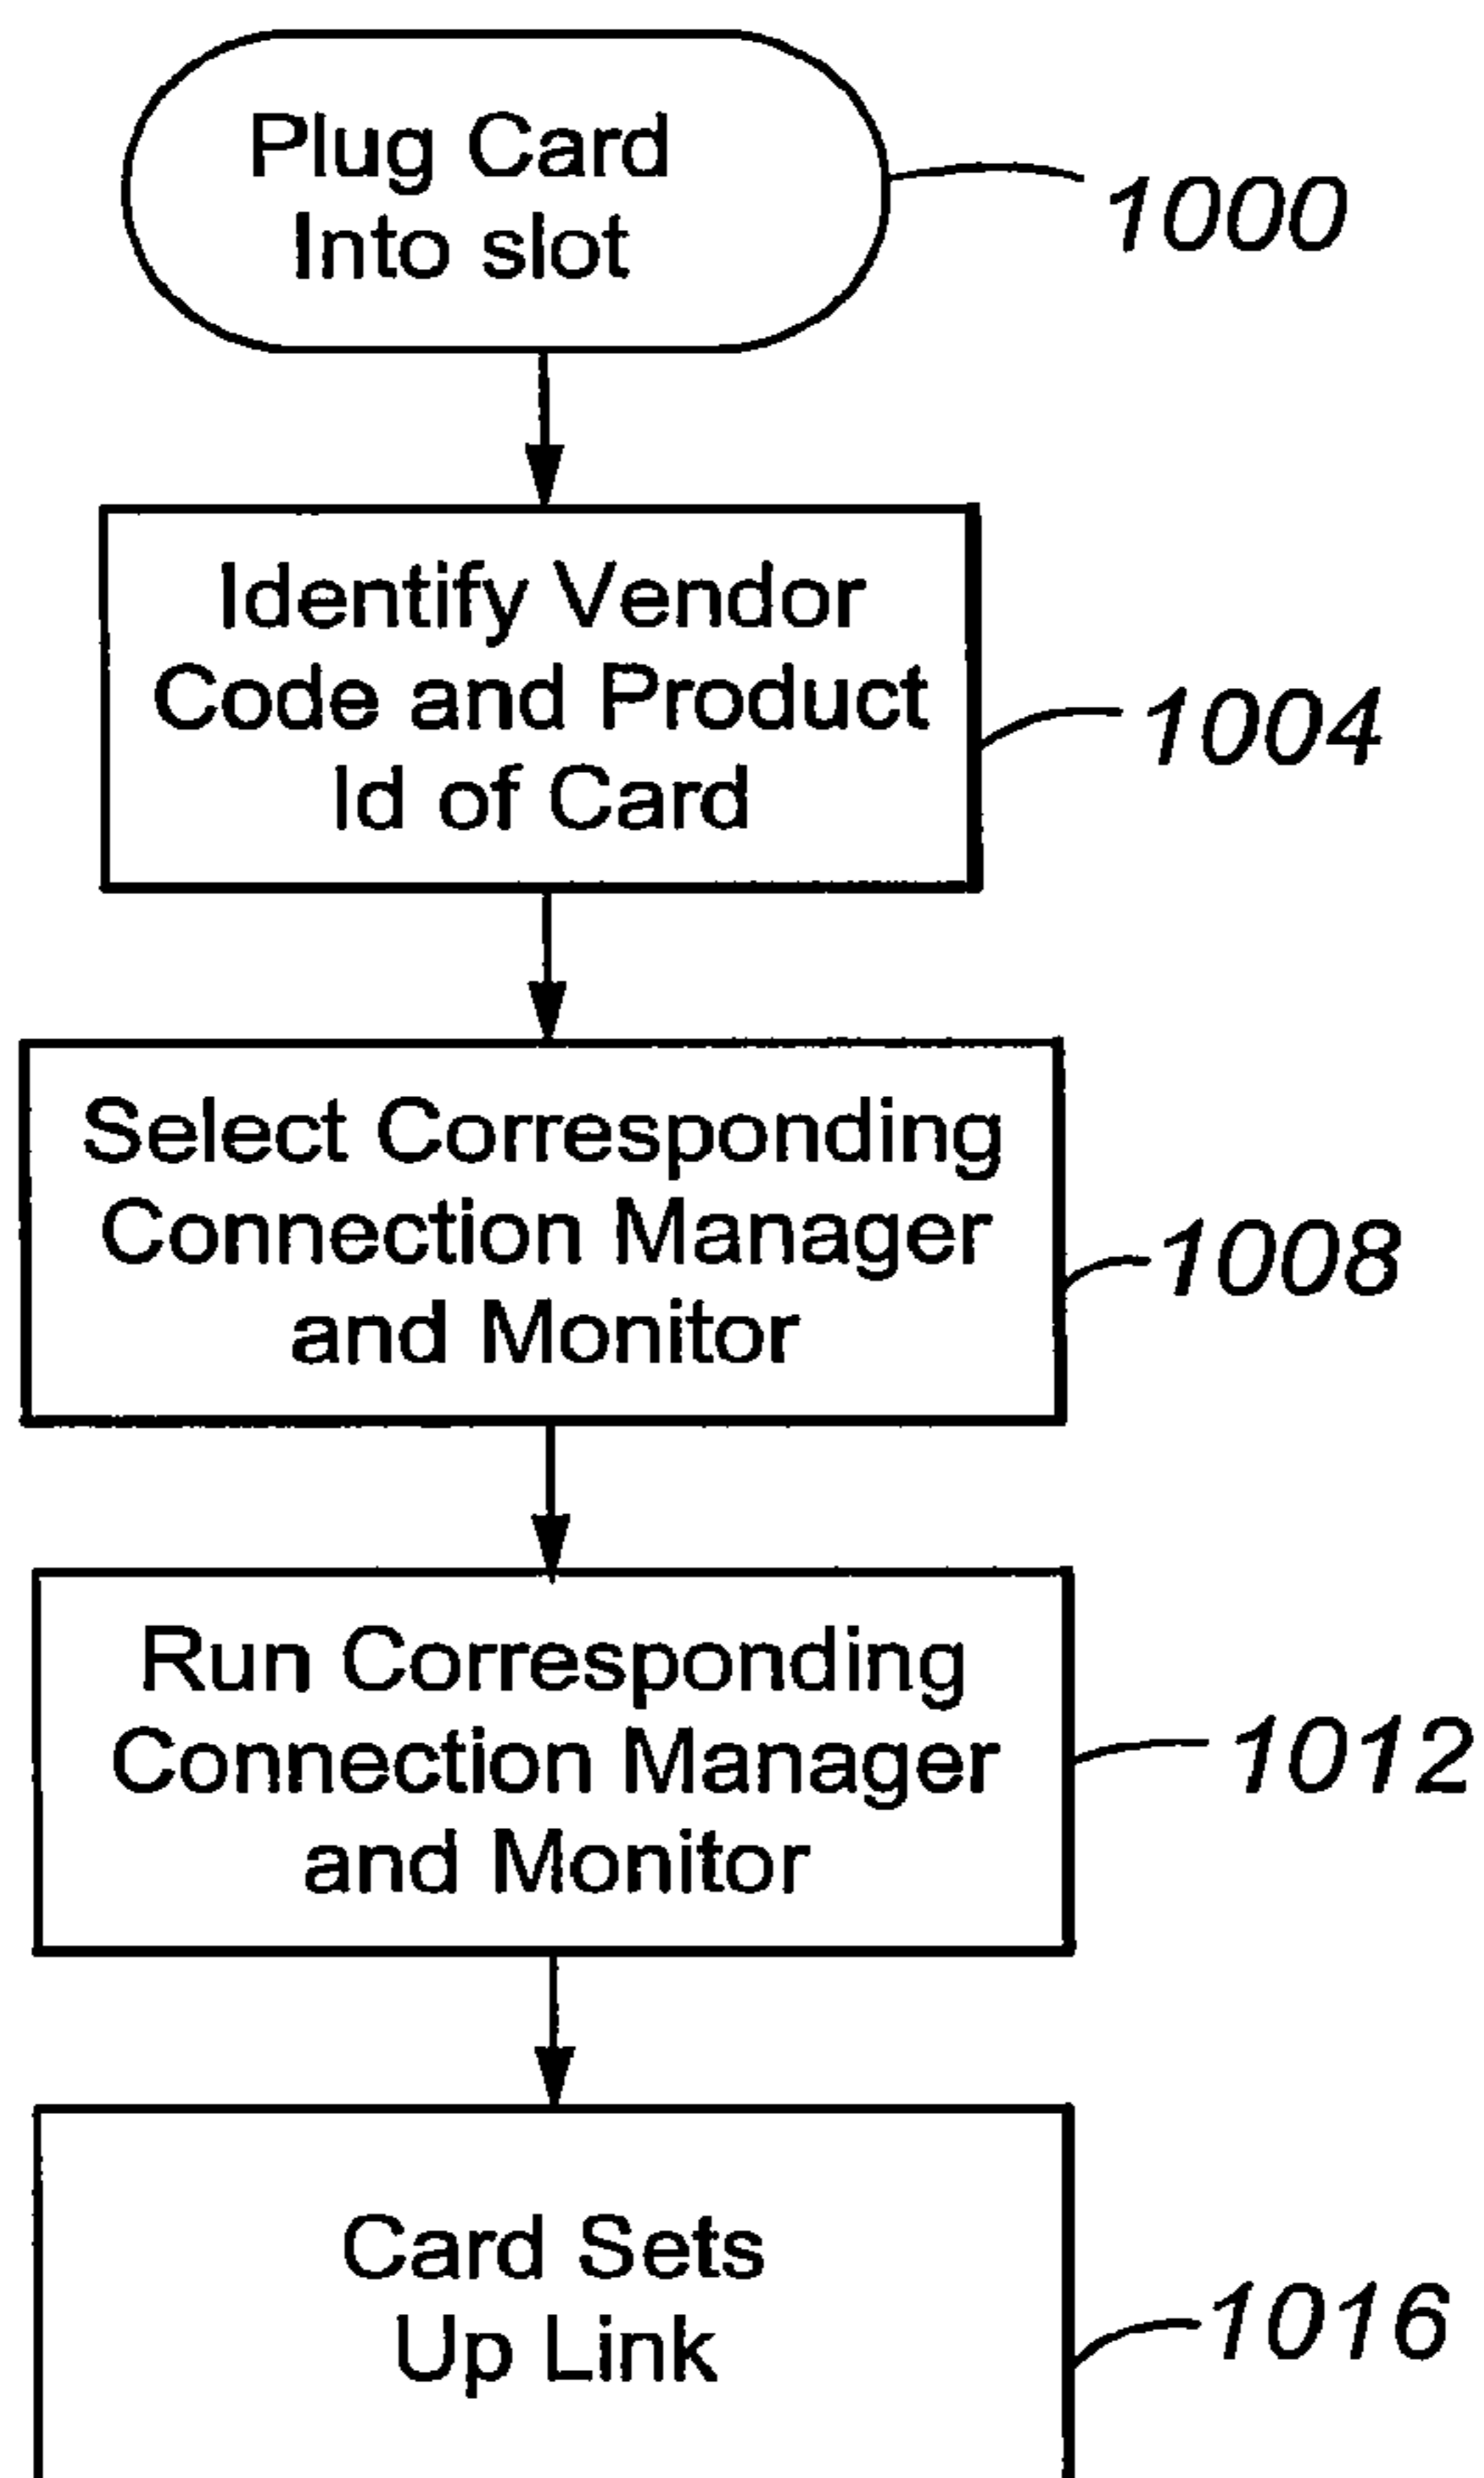 Plug Card
Into slot
1000
Identify Vendor
Code and Product
Id of Card
1004
Select Corresponding
Connection Manager
and Monitor
1008
Run Corresponding
Connection Manager
and Monitor
1012
Card Sets
Up Link
1016